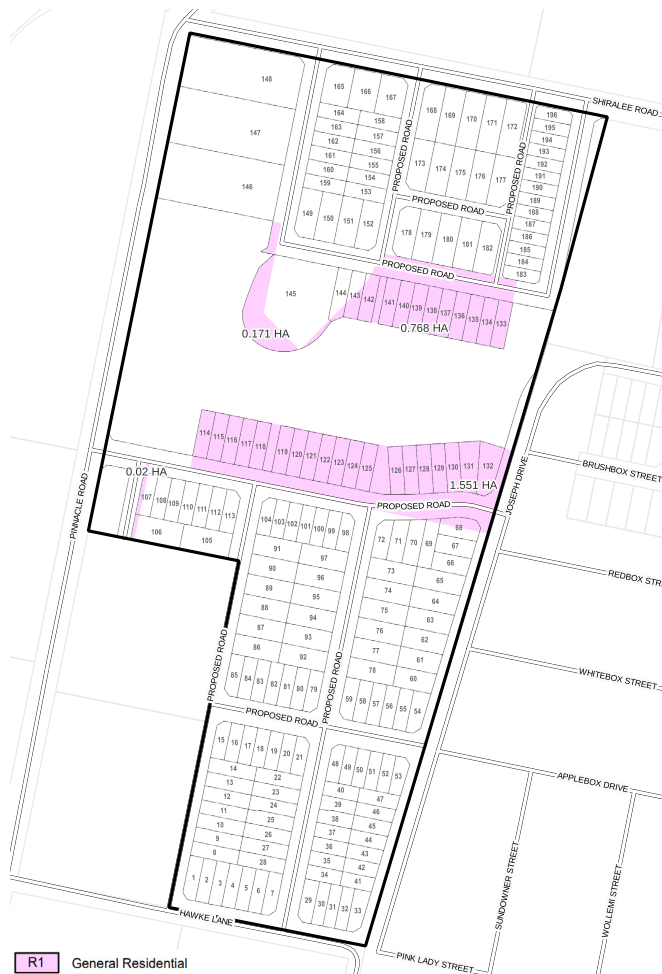 SHIRALEE ROAD
148
165 166 167
168 169 170 171 172
196
164
158
195
163
157
194
147
162
156
193
161
155
192
160
154
191
159
153
190
173 174 175 176 177
189
146
188
149 150 151 152
187
178 179 180 181 182
186
185
184
183
PROPOSED ROAD
PROPOSED ROAD
PROPOSED ROAD
PROPOSED ROAD
145
144 143 142 141 140 139 138 137 136 135 134 133
0.171 HA
0.768 HA
114 115 116 117 118 119 120 121 122 123 124 125
126 127 128 129 130 131 132
0.02 HA
1.551 HA
PINNACLE ROAD
JOSEPH DRIVE
BRUSHBOX STREET
PROPOSED ROAD
107 108 109 110 111 112 113
106
105
104 103 102 101 100 99 98
72 71 70 69
68
67
91
97
66
90
96
73
65
89
95
74
64
88
94
75
63
87
93
76
62
86
92
77
61
78
60
85 84 83 82 81 80 79
59 58 57 56 55 54
REDBOX STR
WHITEBOX STREET
PROPOSED ROAD
PROPOSED ROAD
PROPOSED ROAD
15 16 17 18 19 20 21
48 49 50 51 52 53
14
22
40
47
13
23
39
46
12
24
38
45
11
25
37
44
10
26
36
43
9
27
35
42
8
28
34
41
1 2 3 4 5 6 7
29 30 31 32 33
APPLEBOX DRIVE
SUNDOWNER STREET
WOLLEMI STREET
HAWKE LANE
PINK LADY STREET
R1 General Residential